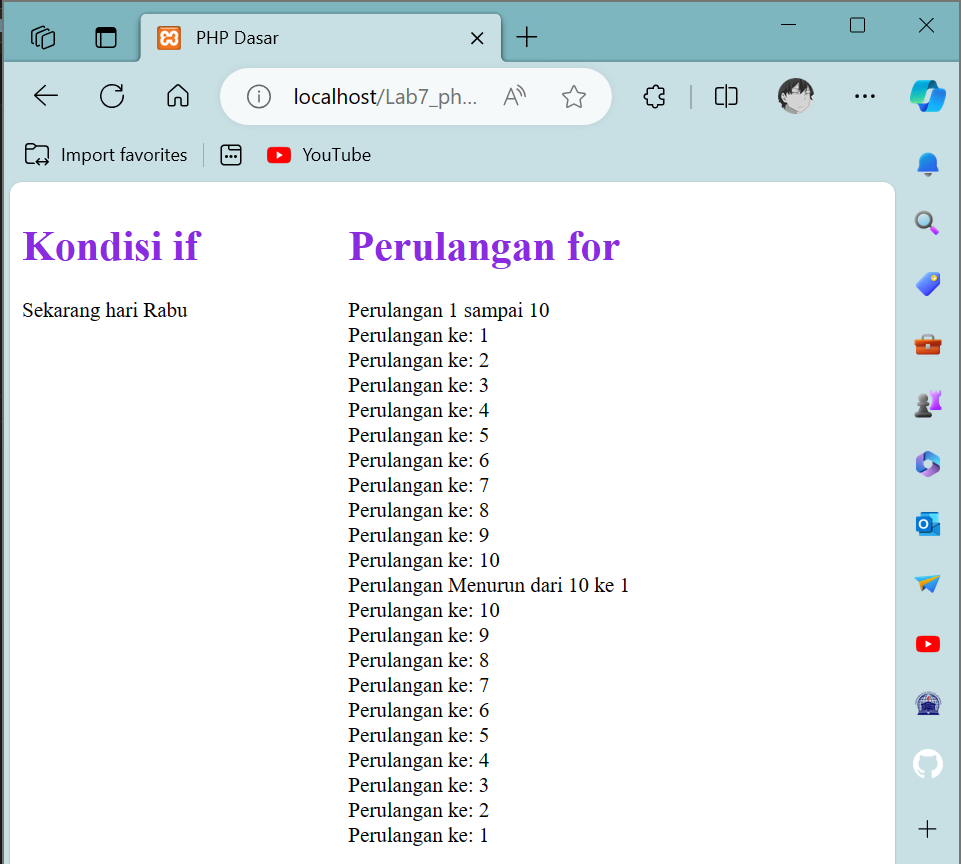 PHP Dasar
localhost/Lab7_ph...
Import favorites
YouTube
Kondisi if
Sekarang hari Rabu
Perulangan for
Perulangan 1 sampai 10
Perulangan ke: 1
Perulangan ke: 2
Perulangan ke: 3
Perulangan ke: 4
Perulangan ke: 5
Perulangan ke: 6
Perulangan ke: 7
Perulangan ke: 8
Perulangan ke: 9
Perulangan ke: 10
Perulangan Menurun dari 10 ke 1
Perulangan ke: 10
Perulangan ke: 9
Perulangan ke: 8
Perulangan ke: 7
Perulangan ke: 6
Perulangan ke: 5
Perulangan ke: 4
Perulangan ke: 3
Perulangan ke: 2
Perulangan ke: 1